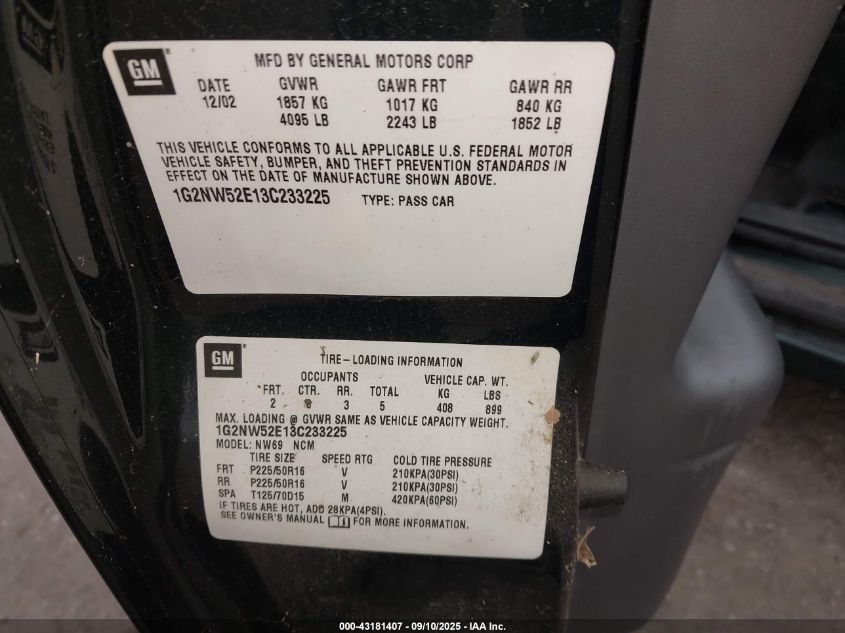 GM
MFD BY GENERAL MOTORS CORP
DATE GVWR GAWR FRT GAWR RR
12/02 1857 KG 1017 KG 840 KG
4095 LB 2243 LB 1852 LB
THIS VEHICLE CONFORMS TO ALL APPLICABLE U.S. FEDERAL MOTOR
VEHICLE SAFETY, BUMPER, AND THEFT PREVENTION STANDARDS IN
EFFECT ON THE DATE OF MANUFACTURE SHOWN ABOVE.
1G2NW52E13C233225 TYPE: PASS CAR
GM
TIRE-LOADING INFORMATION
OCCUPANTS VEHICLE CAP. WT.
FRT. CTR. RR. TOTAL KG LBS
2 0 3 5 408 899
MAX. LOADING @ GVWR SAME AS VEHICLE CAPACITY WEIGHT.
1G2NW52E13C233225
MODEL: NW69 NCM
TIRE SIZE SPEED RTG COLD TIRE PRESSURE
FRT P225/50R16 V 210KPA(30PSI)
RR P225/50R16 V 210KPA(30PSI)
SPA T125/70D15 M 420KPA(60PSI)
IF TIRES ARE HOT, ADD 28KPA(4PSI).
SEE OWNER'S MANUAL FOR MORE INFORMATION.
000-43181407 - 09/10/2025 - IAA Inc.